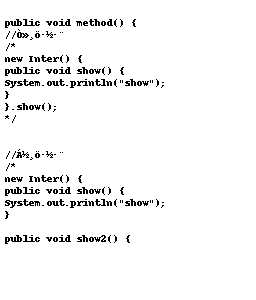 public void method() {
//Ò»¸ö·½·¨
/*
new Inter() {
public void show() {
System.out.println("show");
}
}.show();
*/
//Á½¸ö·½·¨
/*
new Inter() {
public void show() {
System.out.println("show");
}
public void show2() {